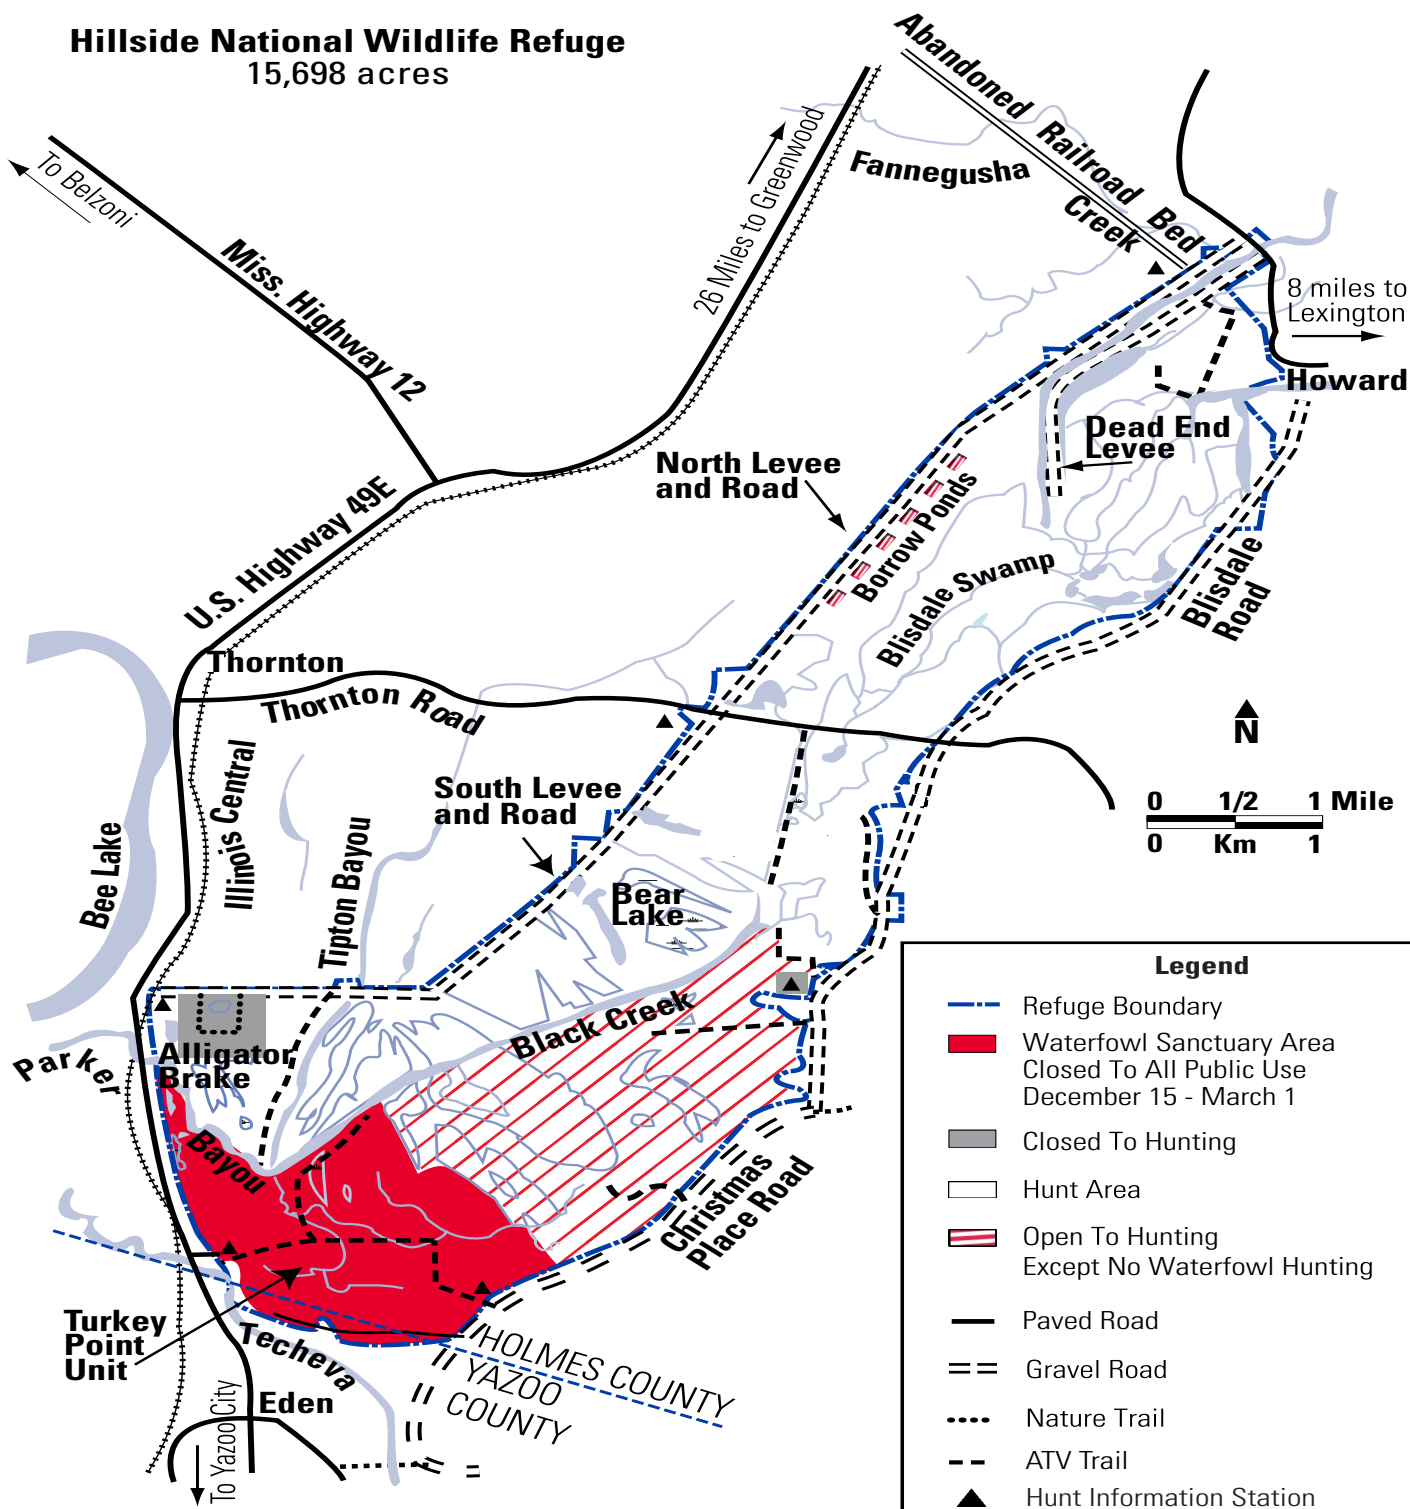 Hillside National Wildlife Refuge
15,698 acres
Abandoned Railroad Bed
Fannegusha
Creek
To Belzoni
Miss. Highway 12
26 Miles to Greenwood
8 miles to
Lexington
Howard
Dead End
Levee
North Levee
and Road
Borrow Ponds
U.S. Highway 49E
Blisdale Swamp
Blisdale
Road
Thornton
Thornton Road
N
Illinois Central
South Levee
and Road
0 1/2 1 Mile
0 Km 1
Bee Lake
Tipton Bayou
Bear
Lake
Black Creek
Parker
Alligator
Brake
Bayou
Christmas
Place Road
Turkey
Point
Unit
Techeva
HOLMES COUNTY
YAZOO
COUNTY
Eden
To Yazoo City
Legend
Refuge Boundary
Waterfowl Sanctuary Area
Closed To All Public Use
December 15 - March 1
Closed To Hunting
Hunt Area
Open To Hunting
Except No Waterfowl Hunting
Paved Road
Gravel Road
Nature Trail
ATV Trail
Hunt Information Station